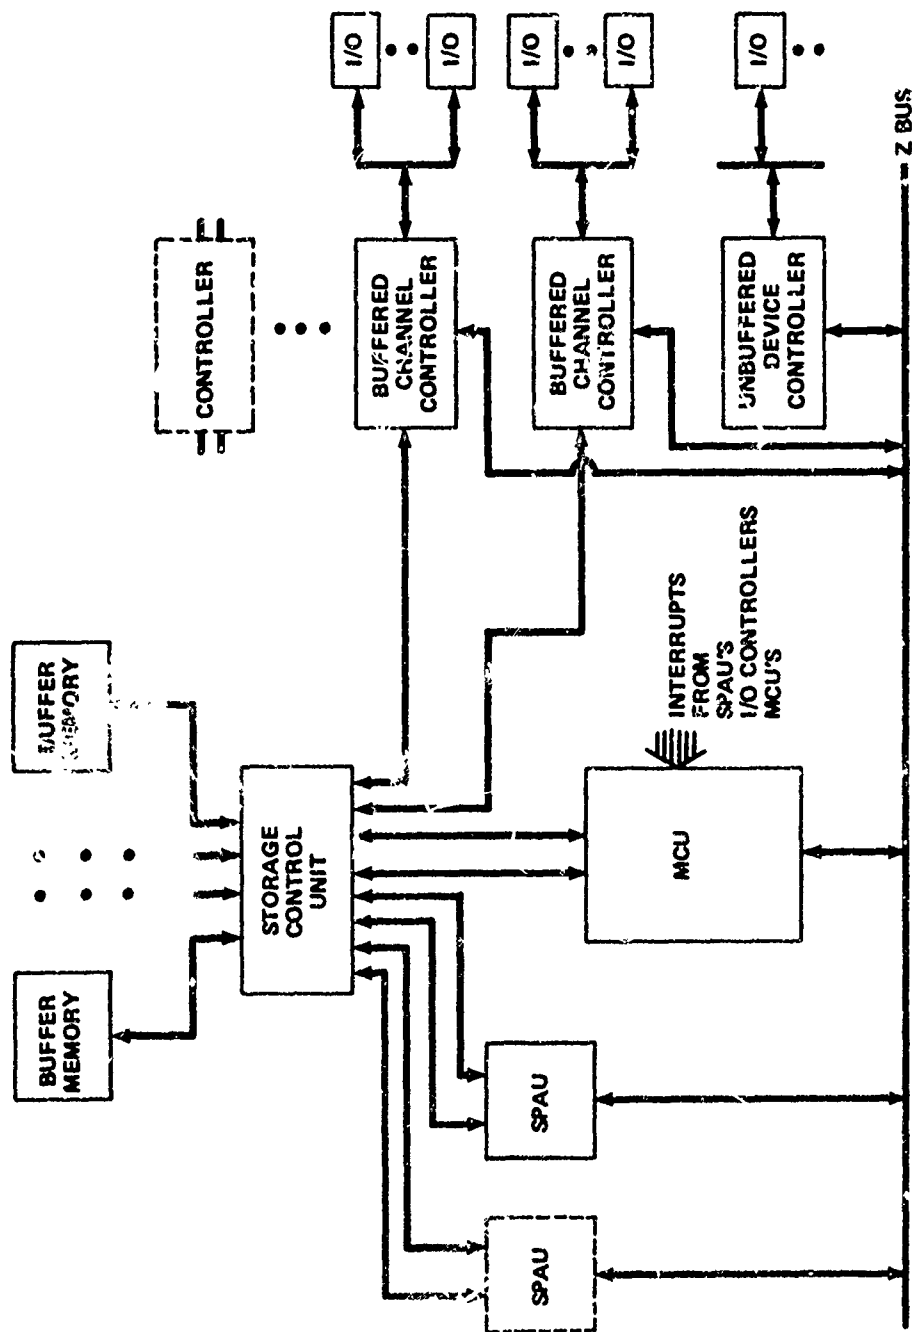 BUFFER
MEMORY
BUFFER
MEMORY
CONTROLLER
STORAGE
CONTROL
UNIT
BUFFERED
CHANNEL
CONTROLLER
I/O
I/O
SPAU
SPAU
MCU
BUFFERED
CHANNEL
CONTROLLER
I/O
I/O
INTERRUPTS
FROM
SPAU'S
I/O CONTROLLERS
MCU'S
UNBUFFERED
DEVICE
CONTROLLER
I/O
Z BUS